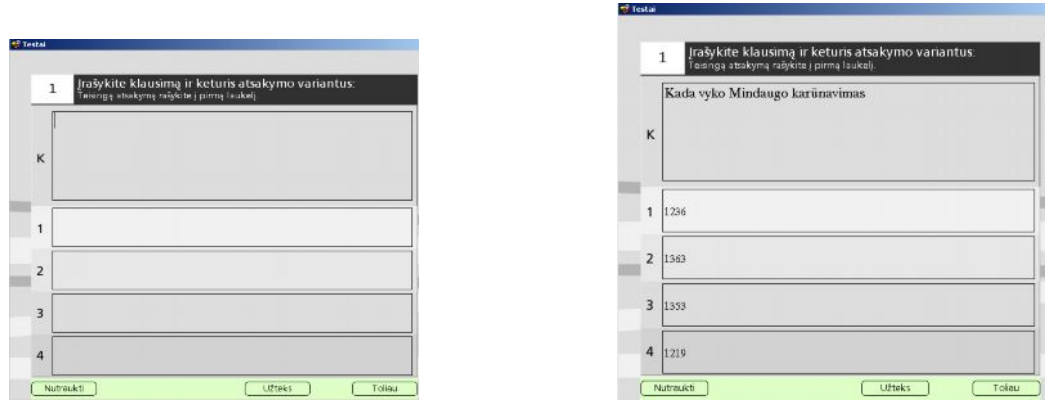 Testai
1
Įrašykite klausimą ir keturis atsakymo variantus:
Teisingą atsakymą rašykite į pirmą laukelį.
K
1
2
3
4
Nutraukti
Užteks
Toliau
Testai
1
Įrašykite klausimą ir keturis atsakymo variantus:
Teisingą atsakymą rašykite į pirmą laukelį.
K
Kada vyko Mindaugo karūnavimas
1 1236
2 1363
3 1353
4 1219
Nutraukti
Užteks
Toliau